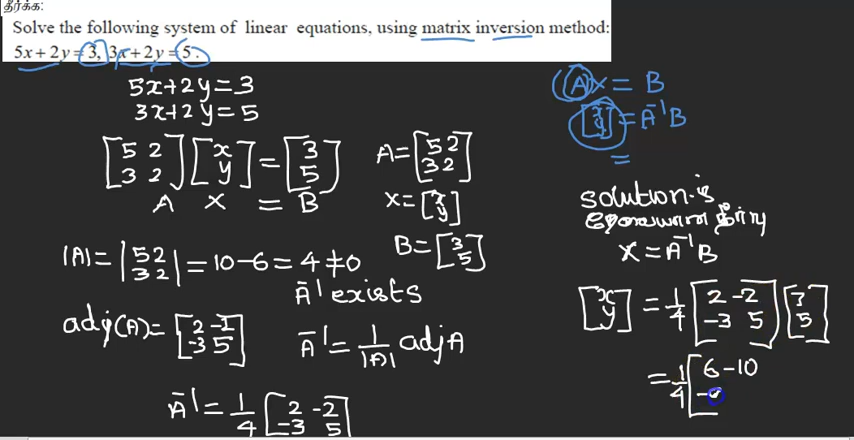 தீர்க்க:
Solve the following system of linear equations, using matrix inversion method:
5x + 2y = 3, 3x + 2y = 5.
5x+2y=3
3x+2y=5
[5 2
3 2] [x
y] = [3
5]
A X = B
A = [5 2
3 2]
X = [x
y]
B = [3
5]
|A| = |5 2
3 2| = 10-6 = 4 ≠ 0
A⁻¹ exists
adj(A) = [2 -2
-3 5]
A⁻¹ = 1/|A| adj A
A⁻¹ = 1/4 [2 -2
-3 5]
AX = B
[x
y] = A⁻¹B
=
Solution is
X = A⁻¹B
[x
y] = 1/4 [2 -2
-3 5] [3
5]
= 1/4 [6-10